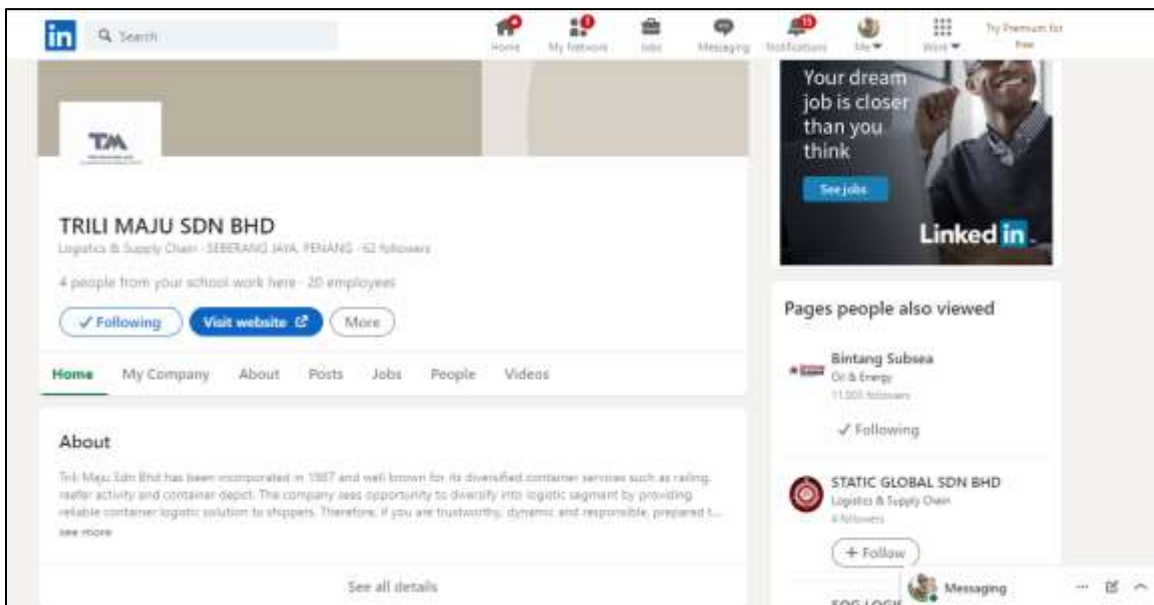 in
Search
Home
My Network
Jobs
Messaging
Notifications
15
Me
Work
Try Premium for
free
TM
TRILI MAJU SDN BHD
Logistics & Supply Chain · SEBERANG JAYA, PENANG · 62 followers
4 people from your school work here · 20 employees
Following
Visit website
More
Home My Company About Posts Jobs People Videos
About
Trili Maju Sdn Bhd has been incorporated in 1987 and well known for its diversified container services such as railing,
reefer activity and container depot. The company sees opportunity to diversify into logistic segment by providing
reliable container logistic solution to shippers. Therefore, if you are trustworthy, dynamic and responsible, prepared t...
see more
See all details
Your dream
job is closer
than you
think
See jobs
Linked in
Pages people also viewed
Bintang Subsea
Oil & Energy
followers
Following
STATIC GLOBAL SDN BHD
Logistics & Supply Chain
4 followers
+ Follow
Messaging